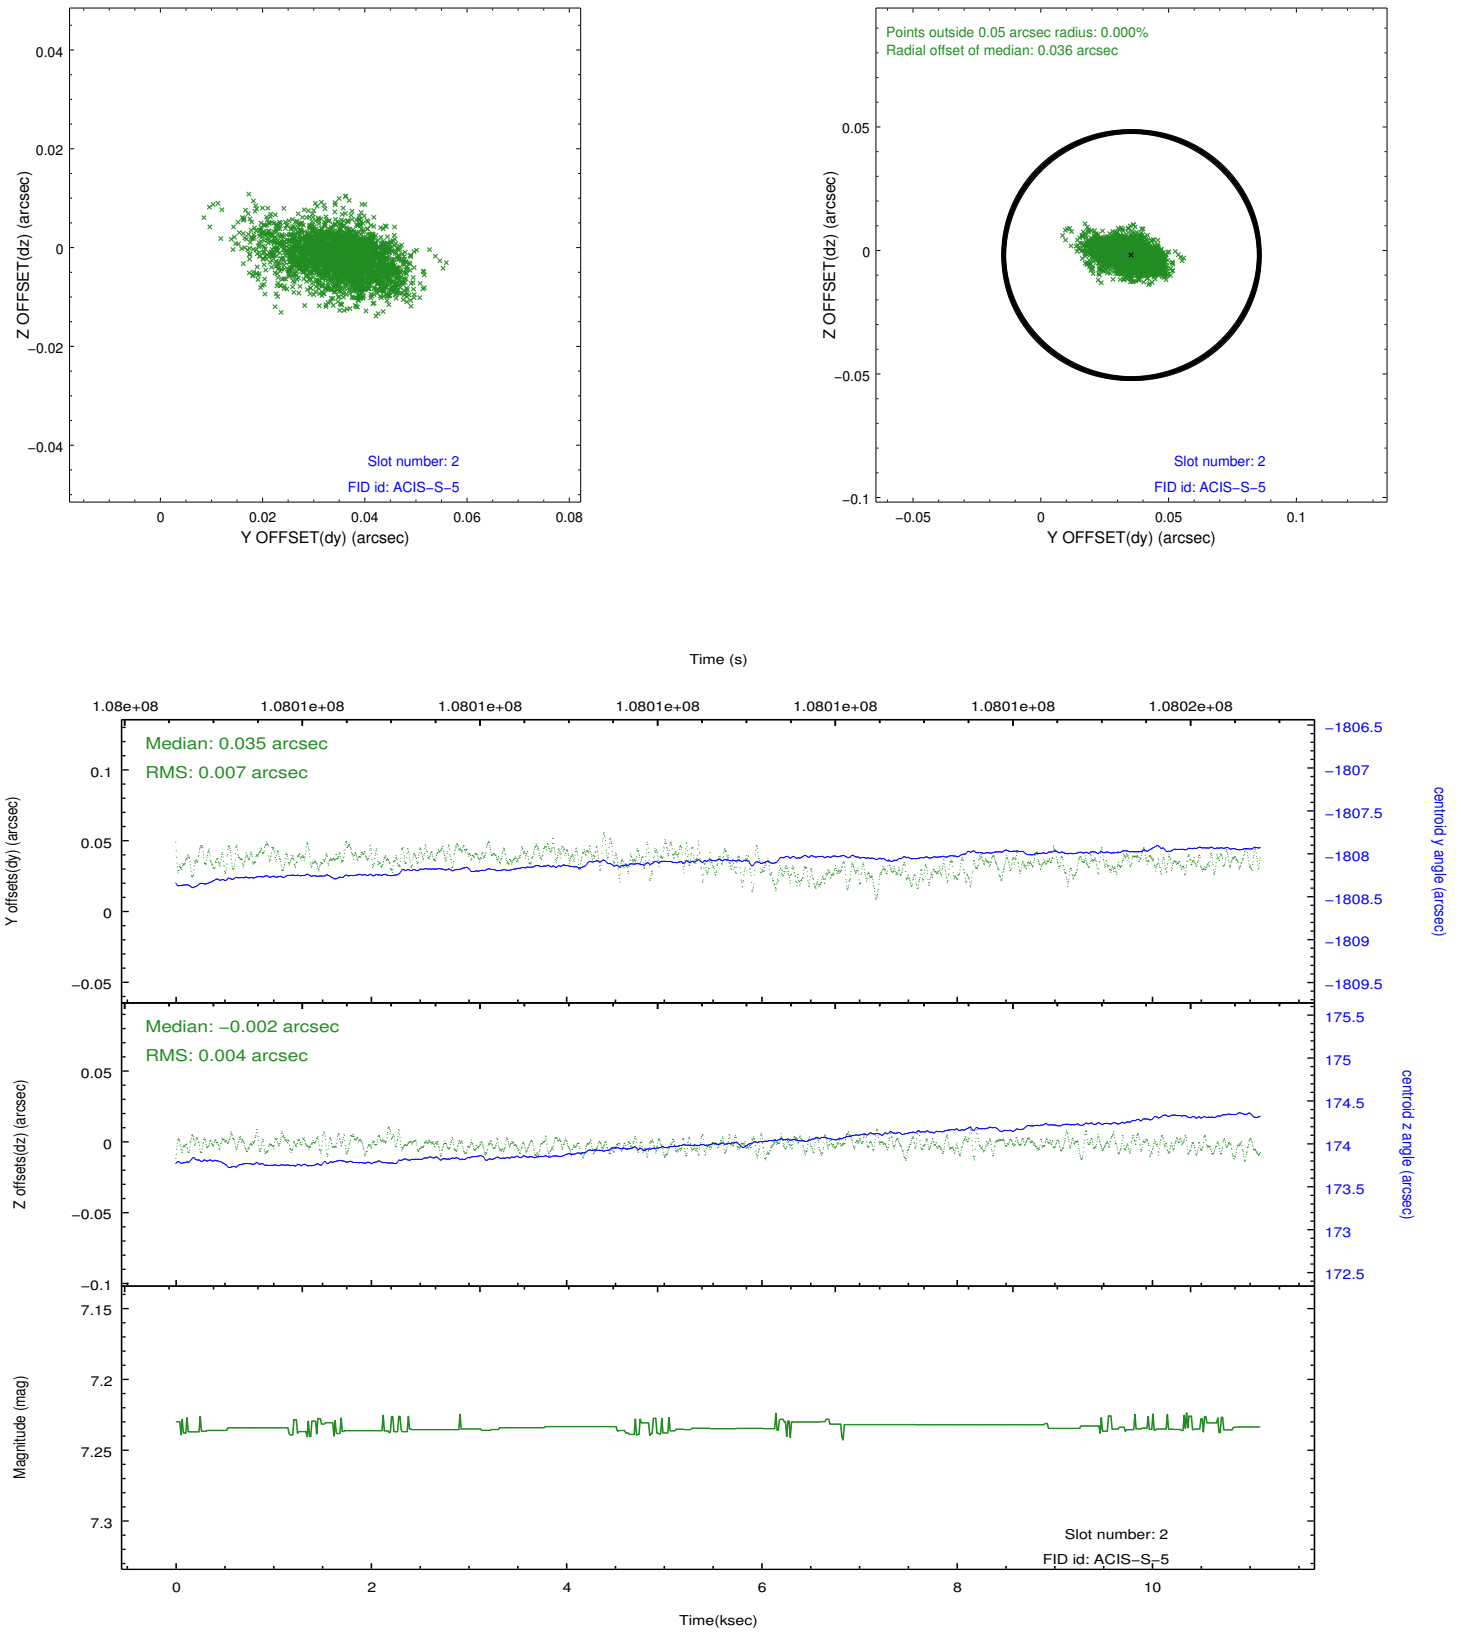 0.04
0.02
0
−0.02
−0.04
Z OFFSET(dz) (arcsec)
Slot number: 2
FID id: ACIS−S−5
0 0.02 0.04 0.06 0.08
Y OFFSET(dy) (arcsec)
Points outside 0.05 arcsec radius: 0.000%
Radial offset of median: 0.036 arcsec
0.05
0
−0.05
−0.1
Z OFFSET(dz) (arcsec)
Slot number: 2
FID id: ACIS−S−5
−0.05 0 0.05 0.1
Y OFFSET(dy) (arcsec)
Time (s)
1.08e+08 1.0801e+08 1.0801e+08 1.0801e+08 1.0801e+08 1.0801e+08 1.0802e+08
Median: 0.035 arcsec
RMS: 0.007 arcsec
0.1
0.05
0
−0.05
Y offsets(dy) (arcsec)
−1806.5
−1807
−1807.5
−1808
−1808.5
−1809
−1809.5
centroid y angle (arcsec)
Median: −0.002 arcsec
RMS: 0.004 arcsec
0.05
0
−0.05
−0.1
Z offsets(dz) (arcsec)
175.5
175
174.5
174
173.5
173
172.5
centroid z angle (arcsec)
7.15
7.2
7.25
7.3
Magnitude (mag)
Slot number: 2
FID id: ACIS−S−5
0 2 4 6 8 10
Time(ksec)